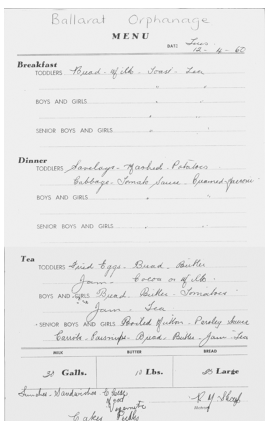 Ballarat Orphanage
MENU
DATE Tues
12 - 4 - 60
Breakfast
TODDLERS Bread - Milk - Toast - Tea
BOYS AND GIRLS " "
SENIOR BOYS AND GIRLS " "
Dinner
TODDLERS Saveloys - Mashed - Potatoes
Cabbage - Tomato Sauce - Creamed
BOYS AND GIRLS " "
SENIOR BOYS AND GIRLS " "
Tea
TODDLERS Fried Eggs - Bread - Butter
Jam - Cocoa or Milk
BOYS AND GIRLS Bread Butter - Tomatoes
Jam - Tea
SENIOR BOYS AND GIRLS Boiled Mutton - Parsley Sauce
Carrots - Parsnips - Bread - Butter - Jam - Tea
MILK BUTTER BREAD
Galls. Lbs. Large
Lunches - Sandwiches Cheese
Meat
Vegemite
Cakes Pickles